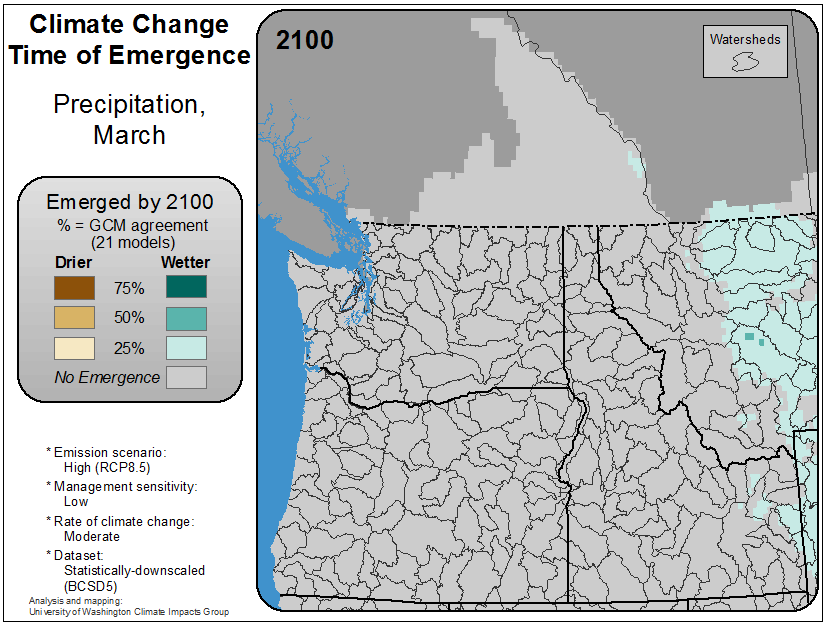 Climate Change
Time of Emergence
Precipitation,
March
Emerged by 2100
% = GCM agreement
(21 models)
Drier Wetter
75%
50%
25%
No Emergence
* Emission scenario:
High (RCP8.5)
* Management sensitivity:
Low
* Rate of climate change:
Moderate
* Dataset:
Statistically-downscaled
(BCSD5)
Analysis and mapping:
University of Washington Climate Impacts Group
2100
Watersheds